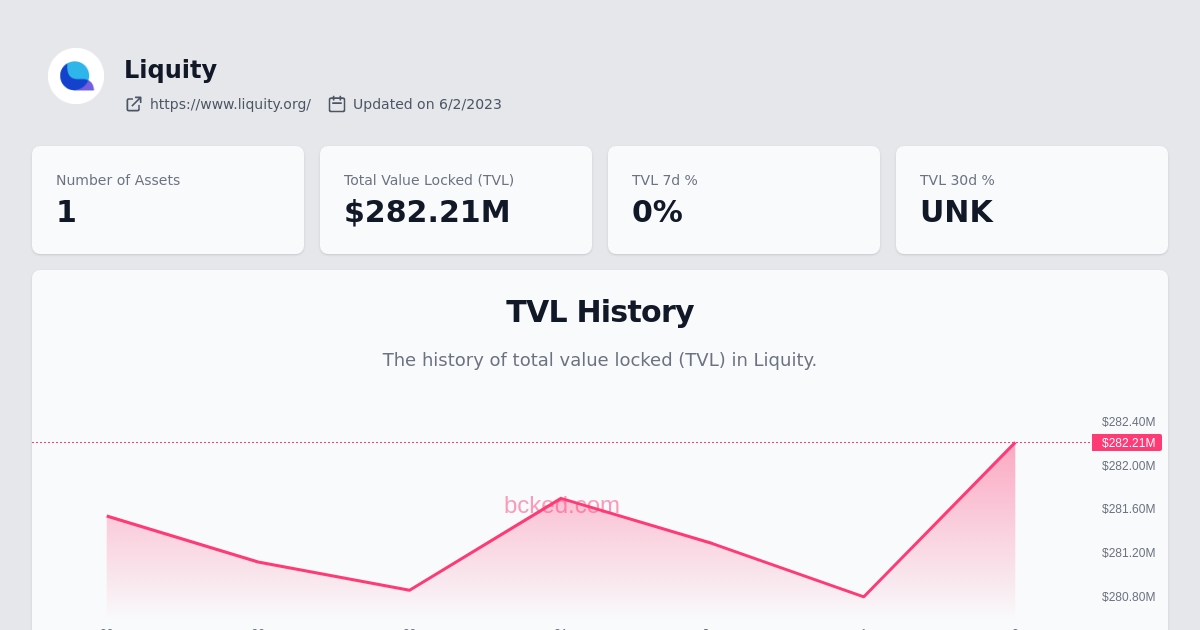 Liquity
https://www.liquity.org/ Updated on 6/2/2023
Number of Assets
1
Total Value Locked (TVL)
$282.21M
TVL 7d %
0%
TVL 30d %
UNK
TVL History
The history of total value locked (TVL) in Liquity.
$282.40M
$282.21M
$282.00M
bcked.com
$281.60M
$281.20M
$280.80M